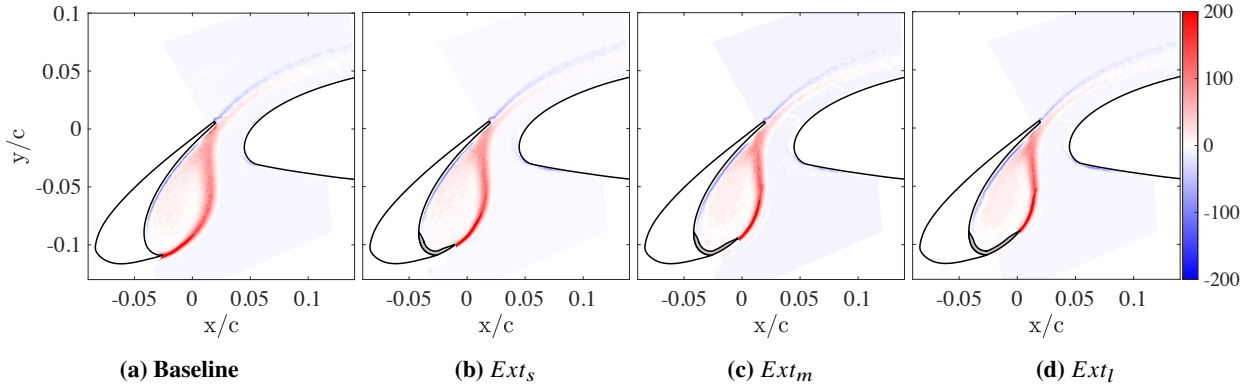 0.1
0.05
0
-0.05
-0.1
y/c
-0.05 0 0.05 0.1
x/c
-0.05 0 0.05 0.1
x/c
-0.05 0 0.05 0.1
x/c
-0.05 0 0.05 0.1
x/c
200
100
0
-100
-200
(a) Baseline
(b) Ext_s
(c) Ext_m
(d) Ext_l